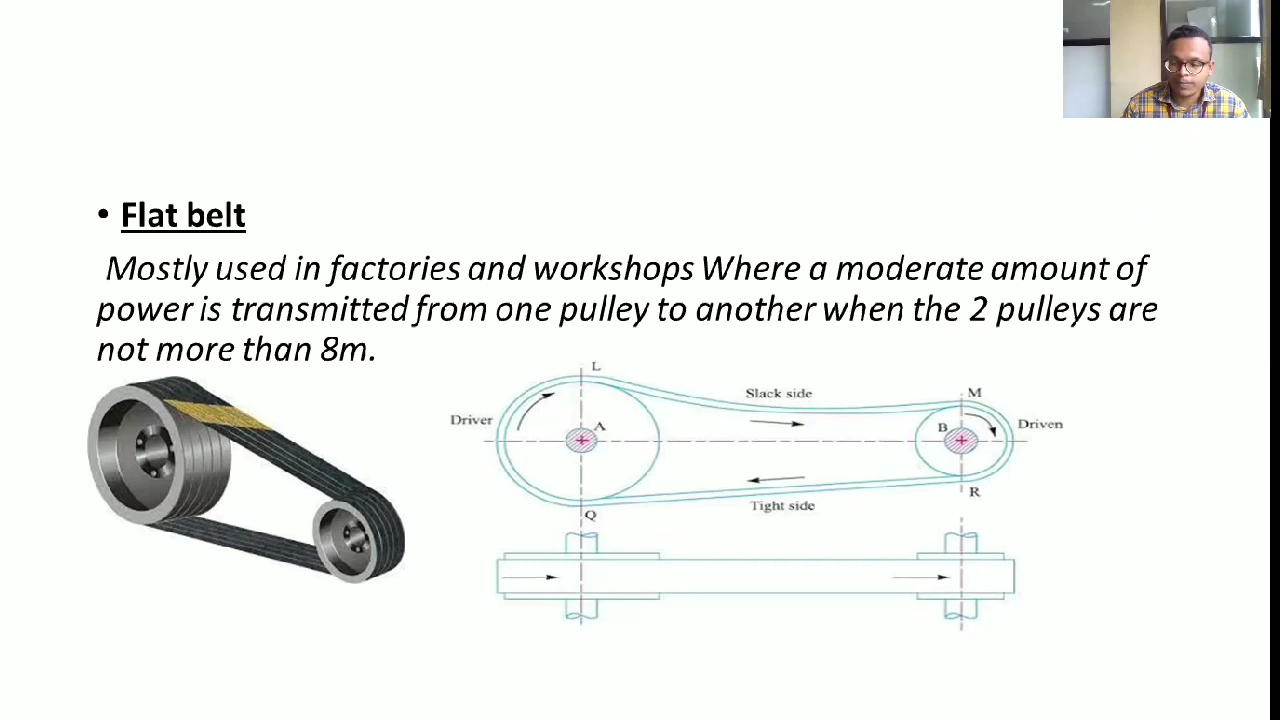 • Flat belt
Mostly used in factories and workshops Where a moderate amount of
power is transmitted from one pulley to another when the 2 pulleys are
not more than 8m.
L
Slack side
M
Driver
A
B
Driven
R
Tight side
Q